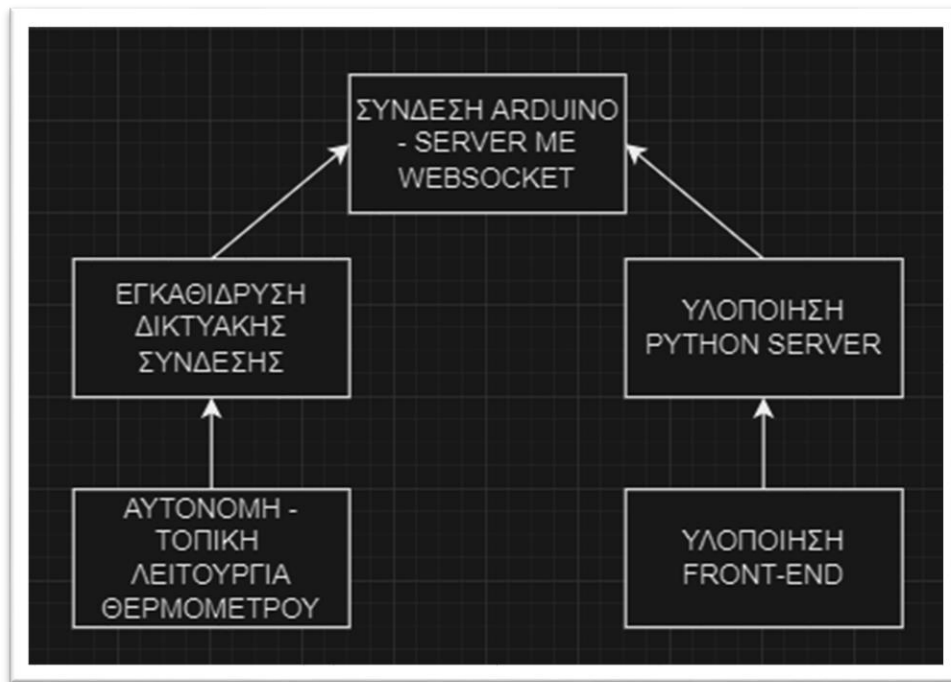 ΣΥΝΔΕΣΗ ARDUINO
- SERVER ΜΕ
WEBSOCKET
ΕΓΚΑΘΙΔΡΥΣΗ
ΔΙΚΤΥΑΚΗΣ
ΣΥΝΔΕΣΗΣ
ΥΛΟΠΟΙΗΣΗ
PYTHON SERVER
ΑΥΤΟΝΟΜΗ -
ΤΟΠΙΚΗ
ΛΕΙΤΟΥΡΓΙΑ
ΘΕΡΜΟΜΕΤΡΟΥ
ΥΛΟΠΟΙΗΣΗ
FRONT-END